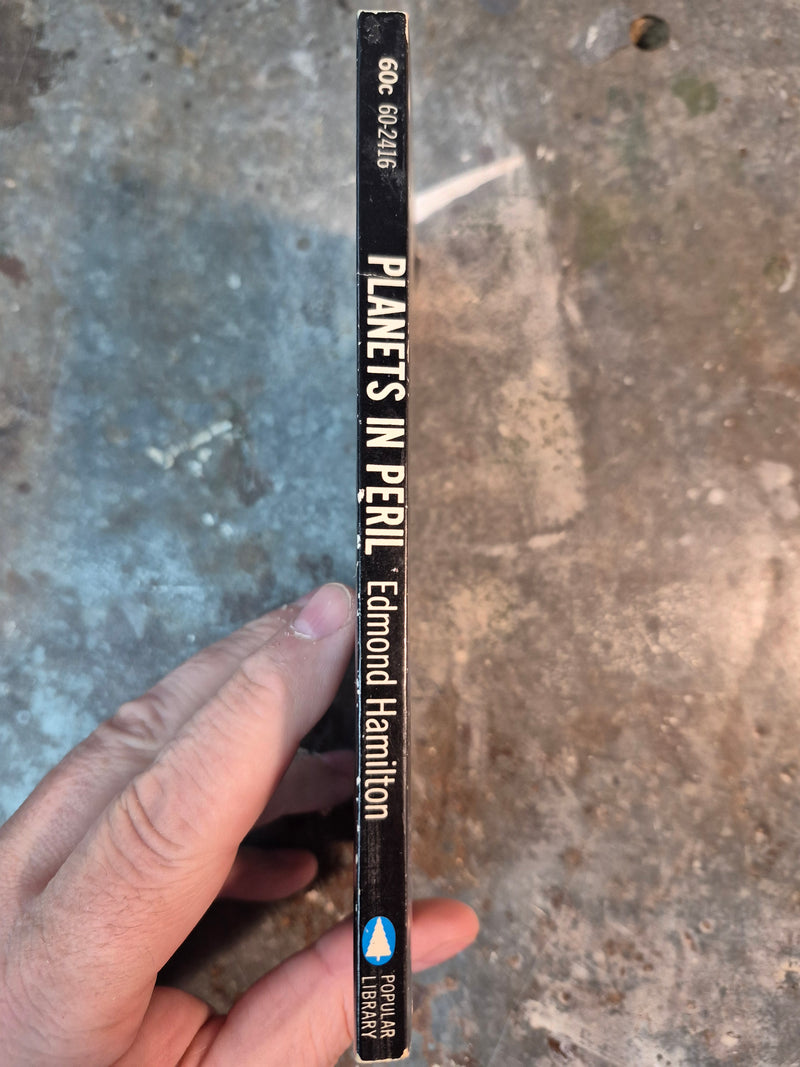 60c 60-2416
PLANETS IN PERIL Edmond Hamilton
POPULAR
LIBRARY